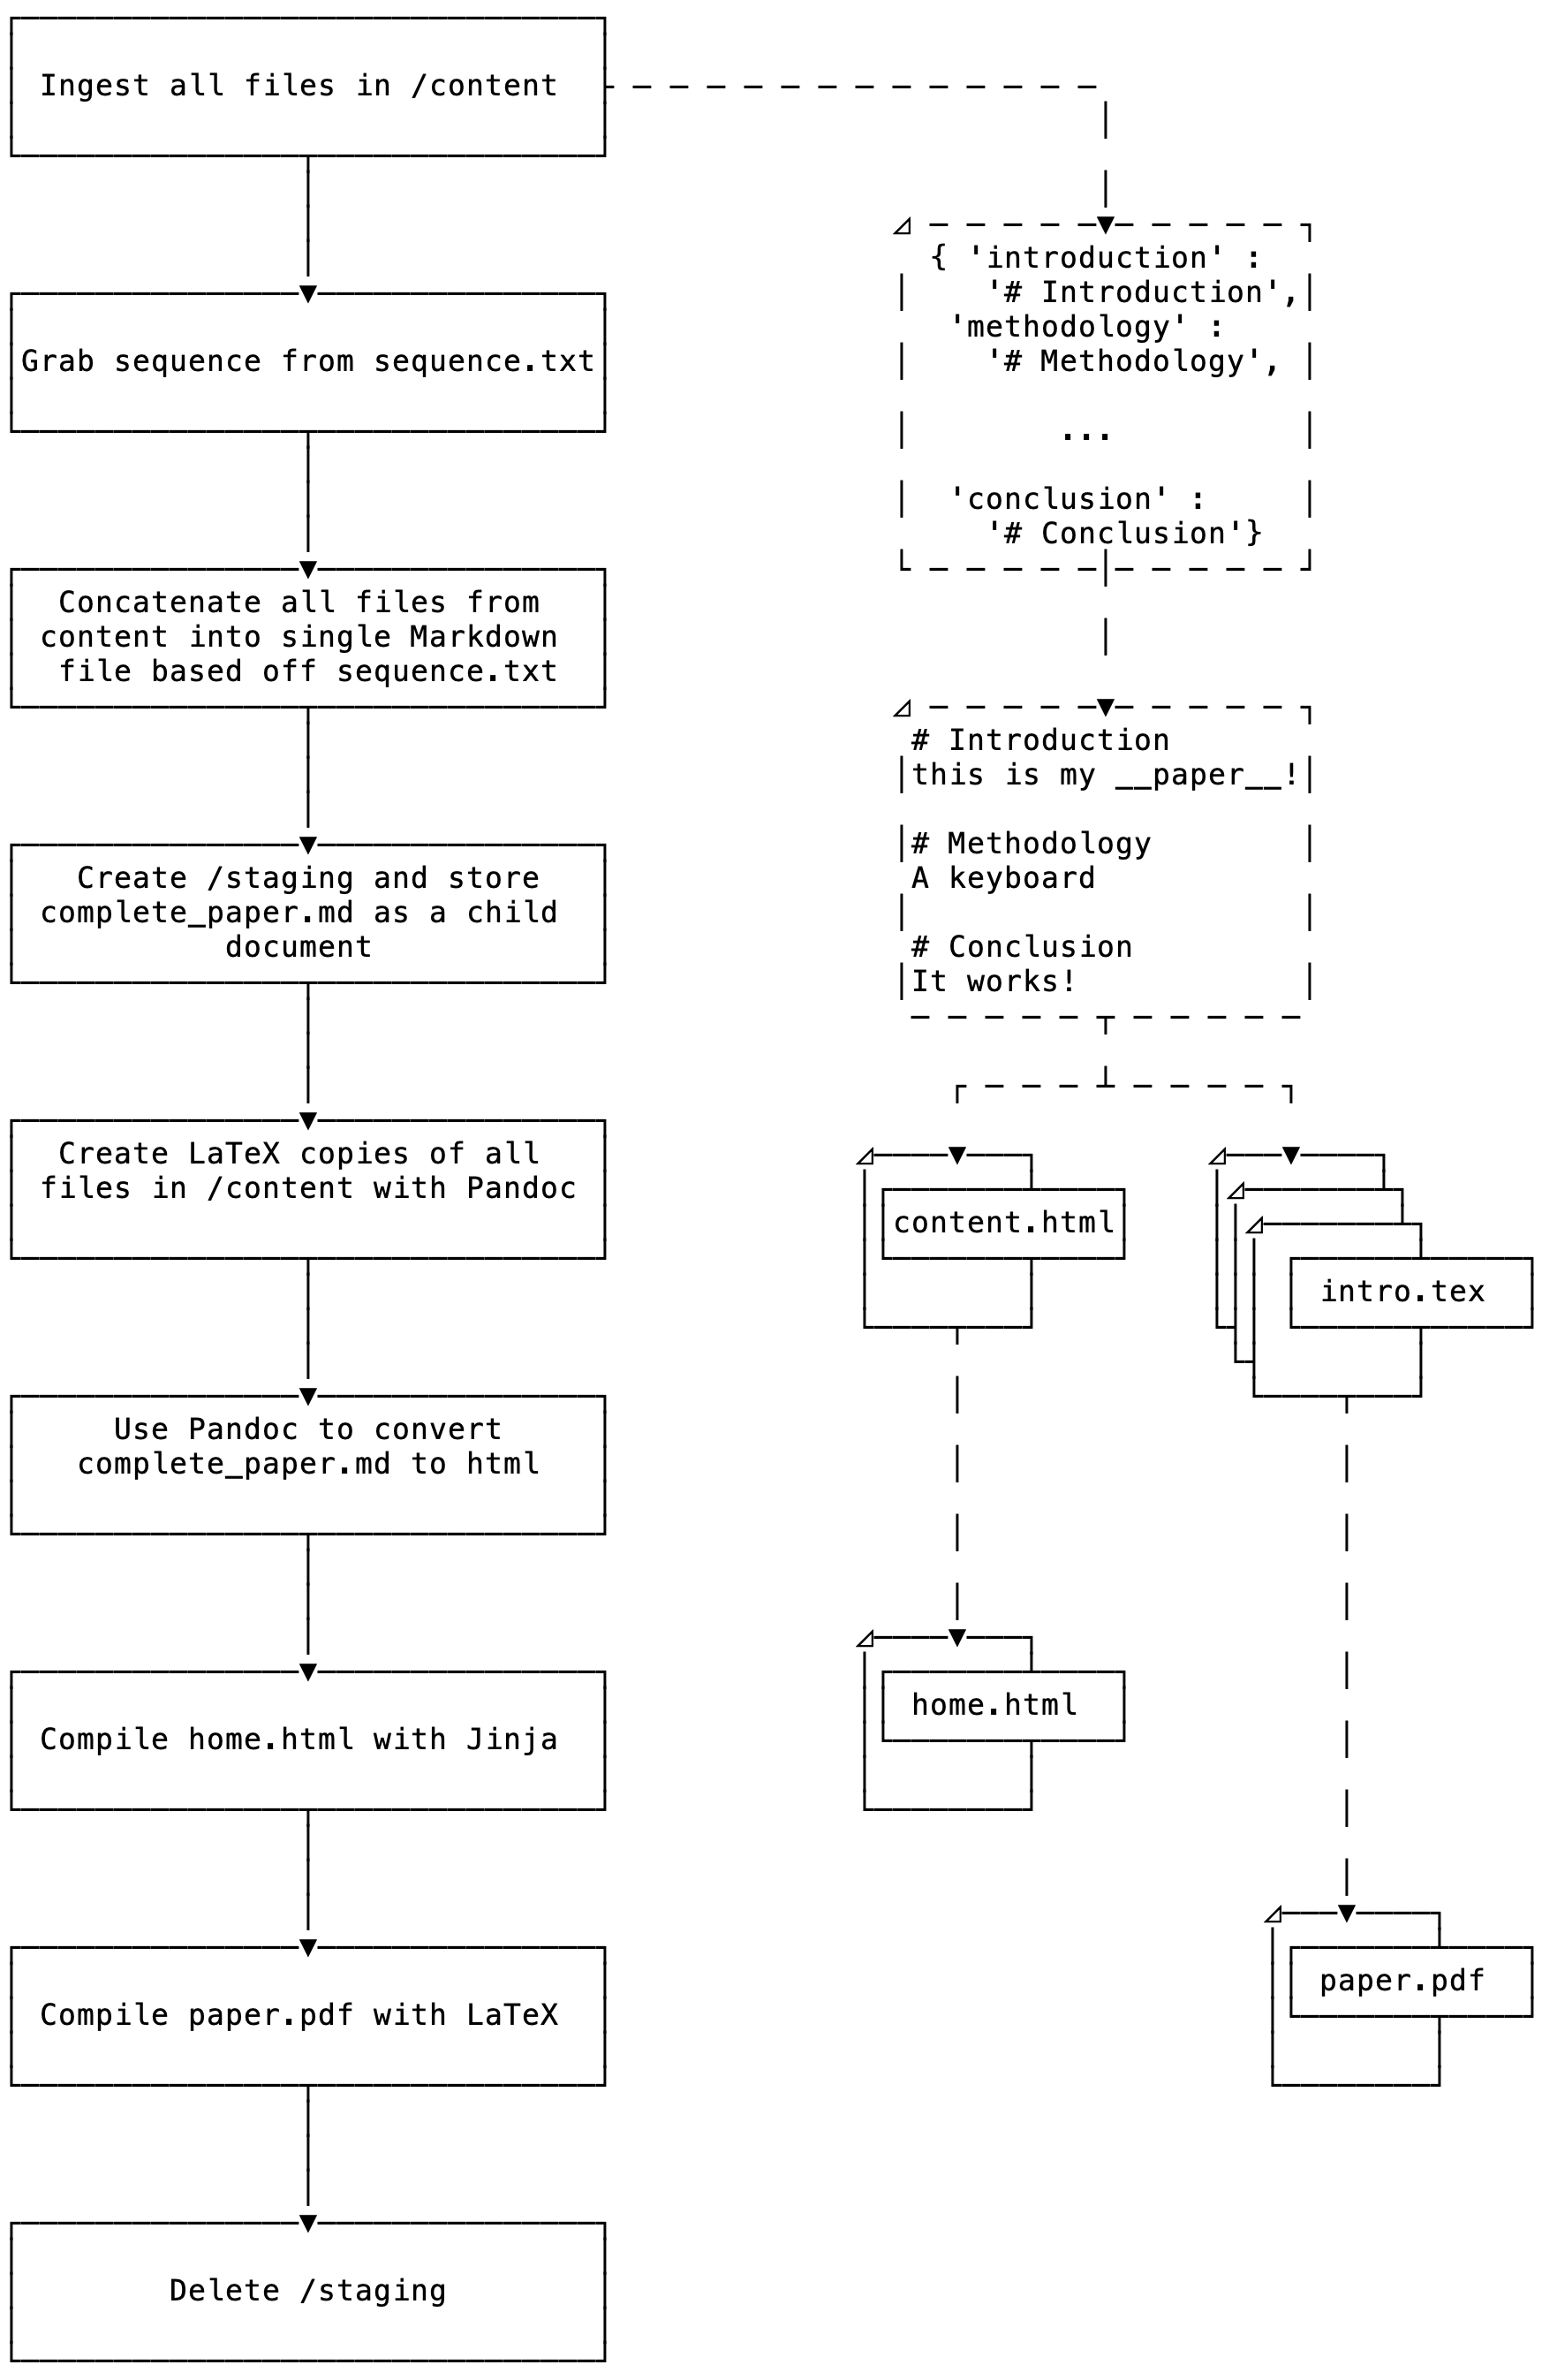 Ingest all files in /content
Grab sequence from sequence.txt
Concatenate all files from
content into single Markdown
file based off sequence.txt
Create /staging and store
complete_paper.md as a child
document
Create LaTeX copies of all
files in /content with Pandoc
Use Pandoc to convert
complete_paper.md to html
Compile home.html with Jinja
Compile paper.pdf with LaTeX
Delete /staging
{ 'introduction' :
'# Introduction',
'methodology' :
'# Methodology',
...
'conclusion' :
'# Conclusion'}
# Introduction
this is my __paper__!
# Methodology
A keyboard
# Conclusion
It works!
content.html
intro.tex
home.html
paper.pdf